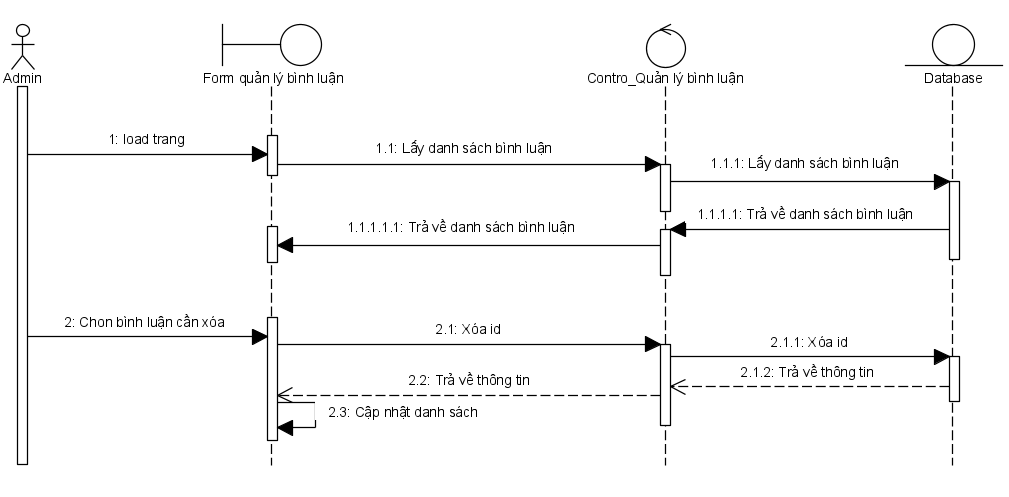 Admin
Form quản lý bình luận
Contro_Quản lý bình luận
Database
1: load trang
1.1: Lấy danh sách bình luận
1.1.1: Lấy danh sách bình luận
1.1.1.1: Trả về danh sách bình luận
1.1.1.1.1: Trả về danh sách bình luận
2: Chon bình luận cần xóa
2.1: Xóa id
2.1.1: Xóa id
2.1.2: Trả về thông tin
2.2: Trả về thông tin
2.3: Cập nhật danh sách